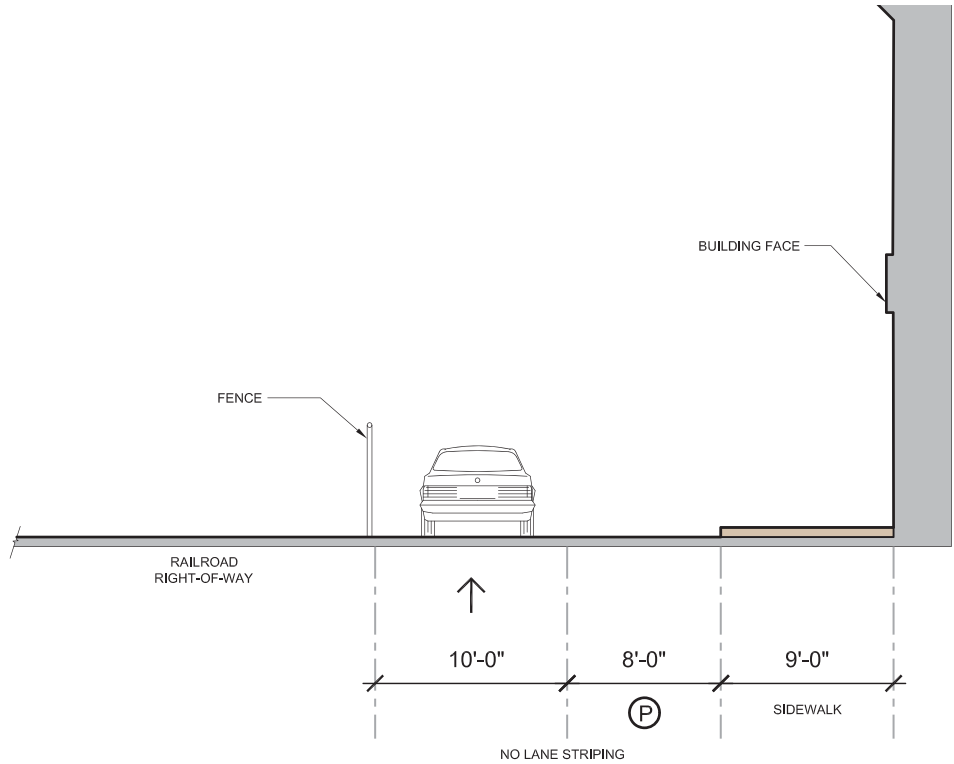 BUILDING FACE
FENCE
RAILROAD
RIGHT-OF-WAY
10'-0"
8'-0"
9'-0"
P
SIDEWALK
NO LANE STRIPING